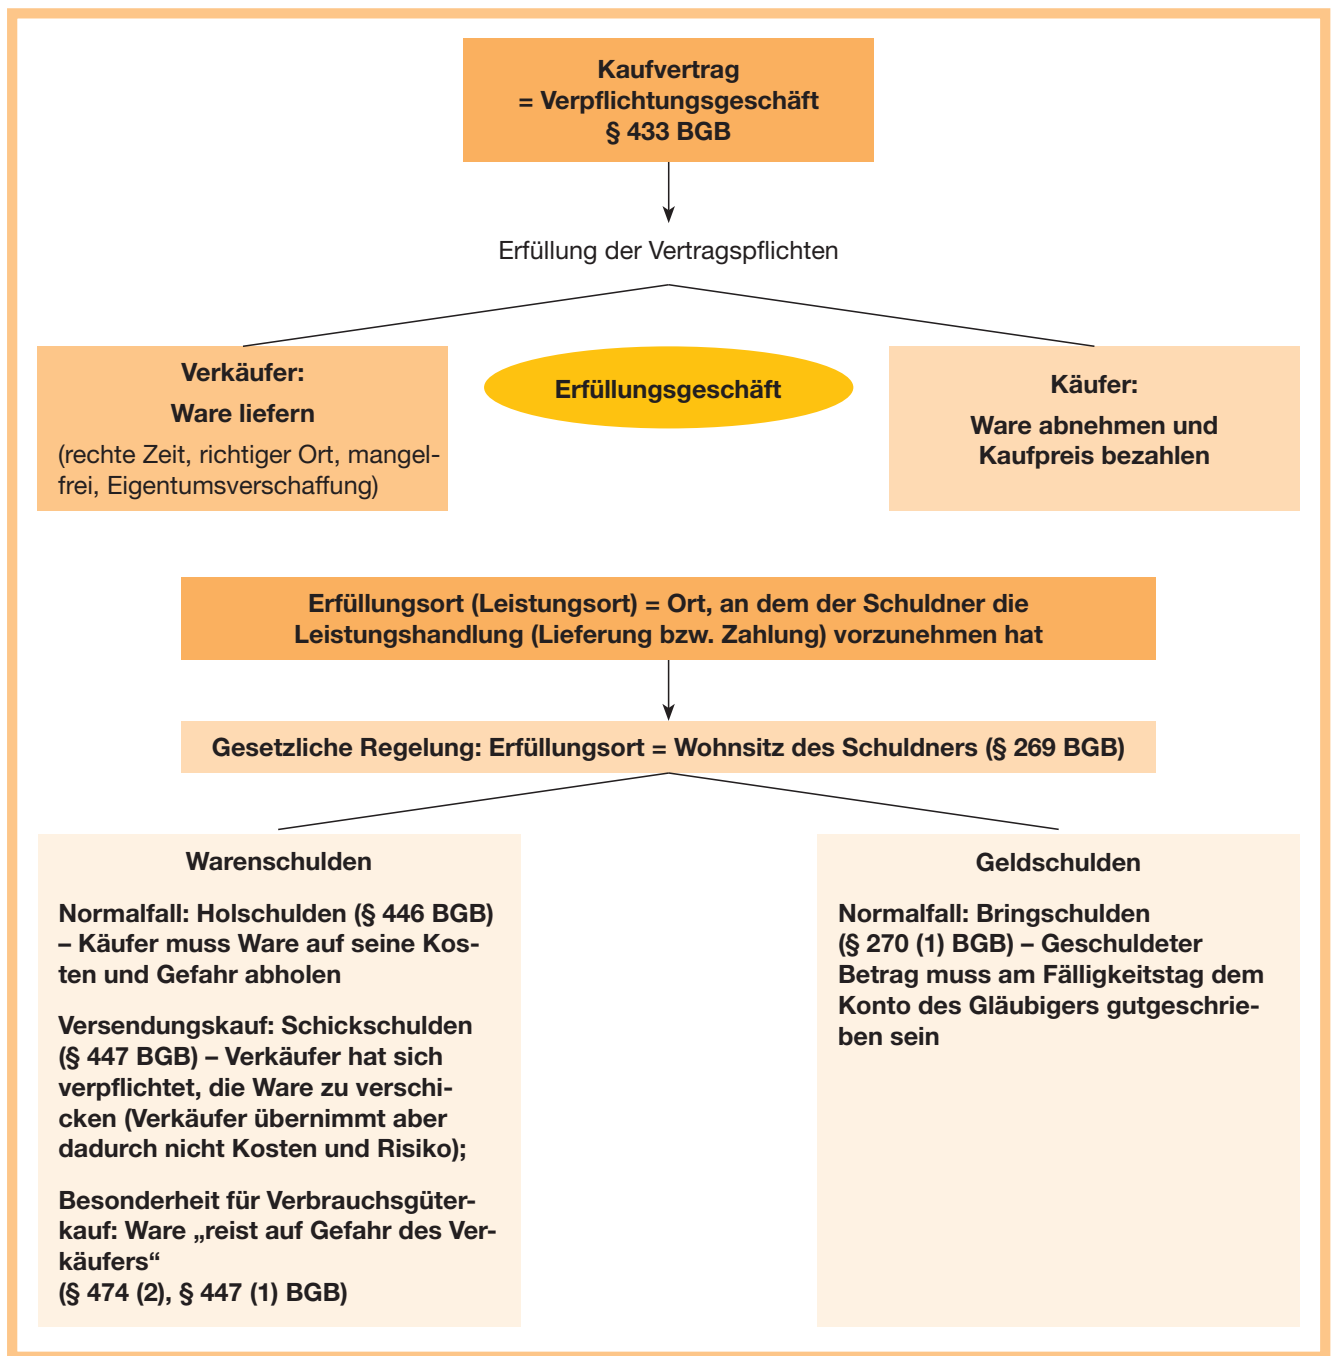 Kaufvertrag
= Verpflichtungsgeschäft
§ 433 BGB
Erfüllung der Vertragspflichten
Verkäufer:
Ware liefern
(rechte Zeit, richtiger Ort, mangel-
frei, Eigentumsverschaffung)
Erfüllungsgeschäft
Käufer:
Ware abnehmen und
Kaufpreis bezahlen
Erfüllungsort (Leistungsort) = Ort, an dem der Schuldner die
Leistungshandlung (Lieferung bzw. Zahlung) vorzunehmen hat
Gesetzliche Regelung: Erfüllungsort = Wohnsitz des Schuldners (§ 269 BGB)
Warenschulden
Normalfall: Holschulden (§ 446 BGB)
– Käufer muss Ware auf seine Kos-
ten und Gefahr abholen
Versendungskauf: Schickschulden
(§ 447 BGB) – Verkäufer hat sich
verpflichtet, die Ware zu verschi-
cken (Verkäufer übernimmt aber
dadurch nicht Kosten und Risiko);
Besonderheit für Verbrauchsgüter-
kauf: Ware „reist auf Gefahr des Ver-
käufers“
(§ 474 (2), § 447 (1) BGB)
Geldschulden
Normalfall: Bringschulden
(§ 270 (1) BGB) – Geschuldeter
Betrag muss am Fälligkeitstag dem
Konto des Gläubigers gutgeschrie-
ben sein